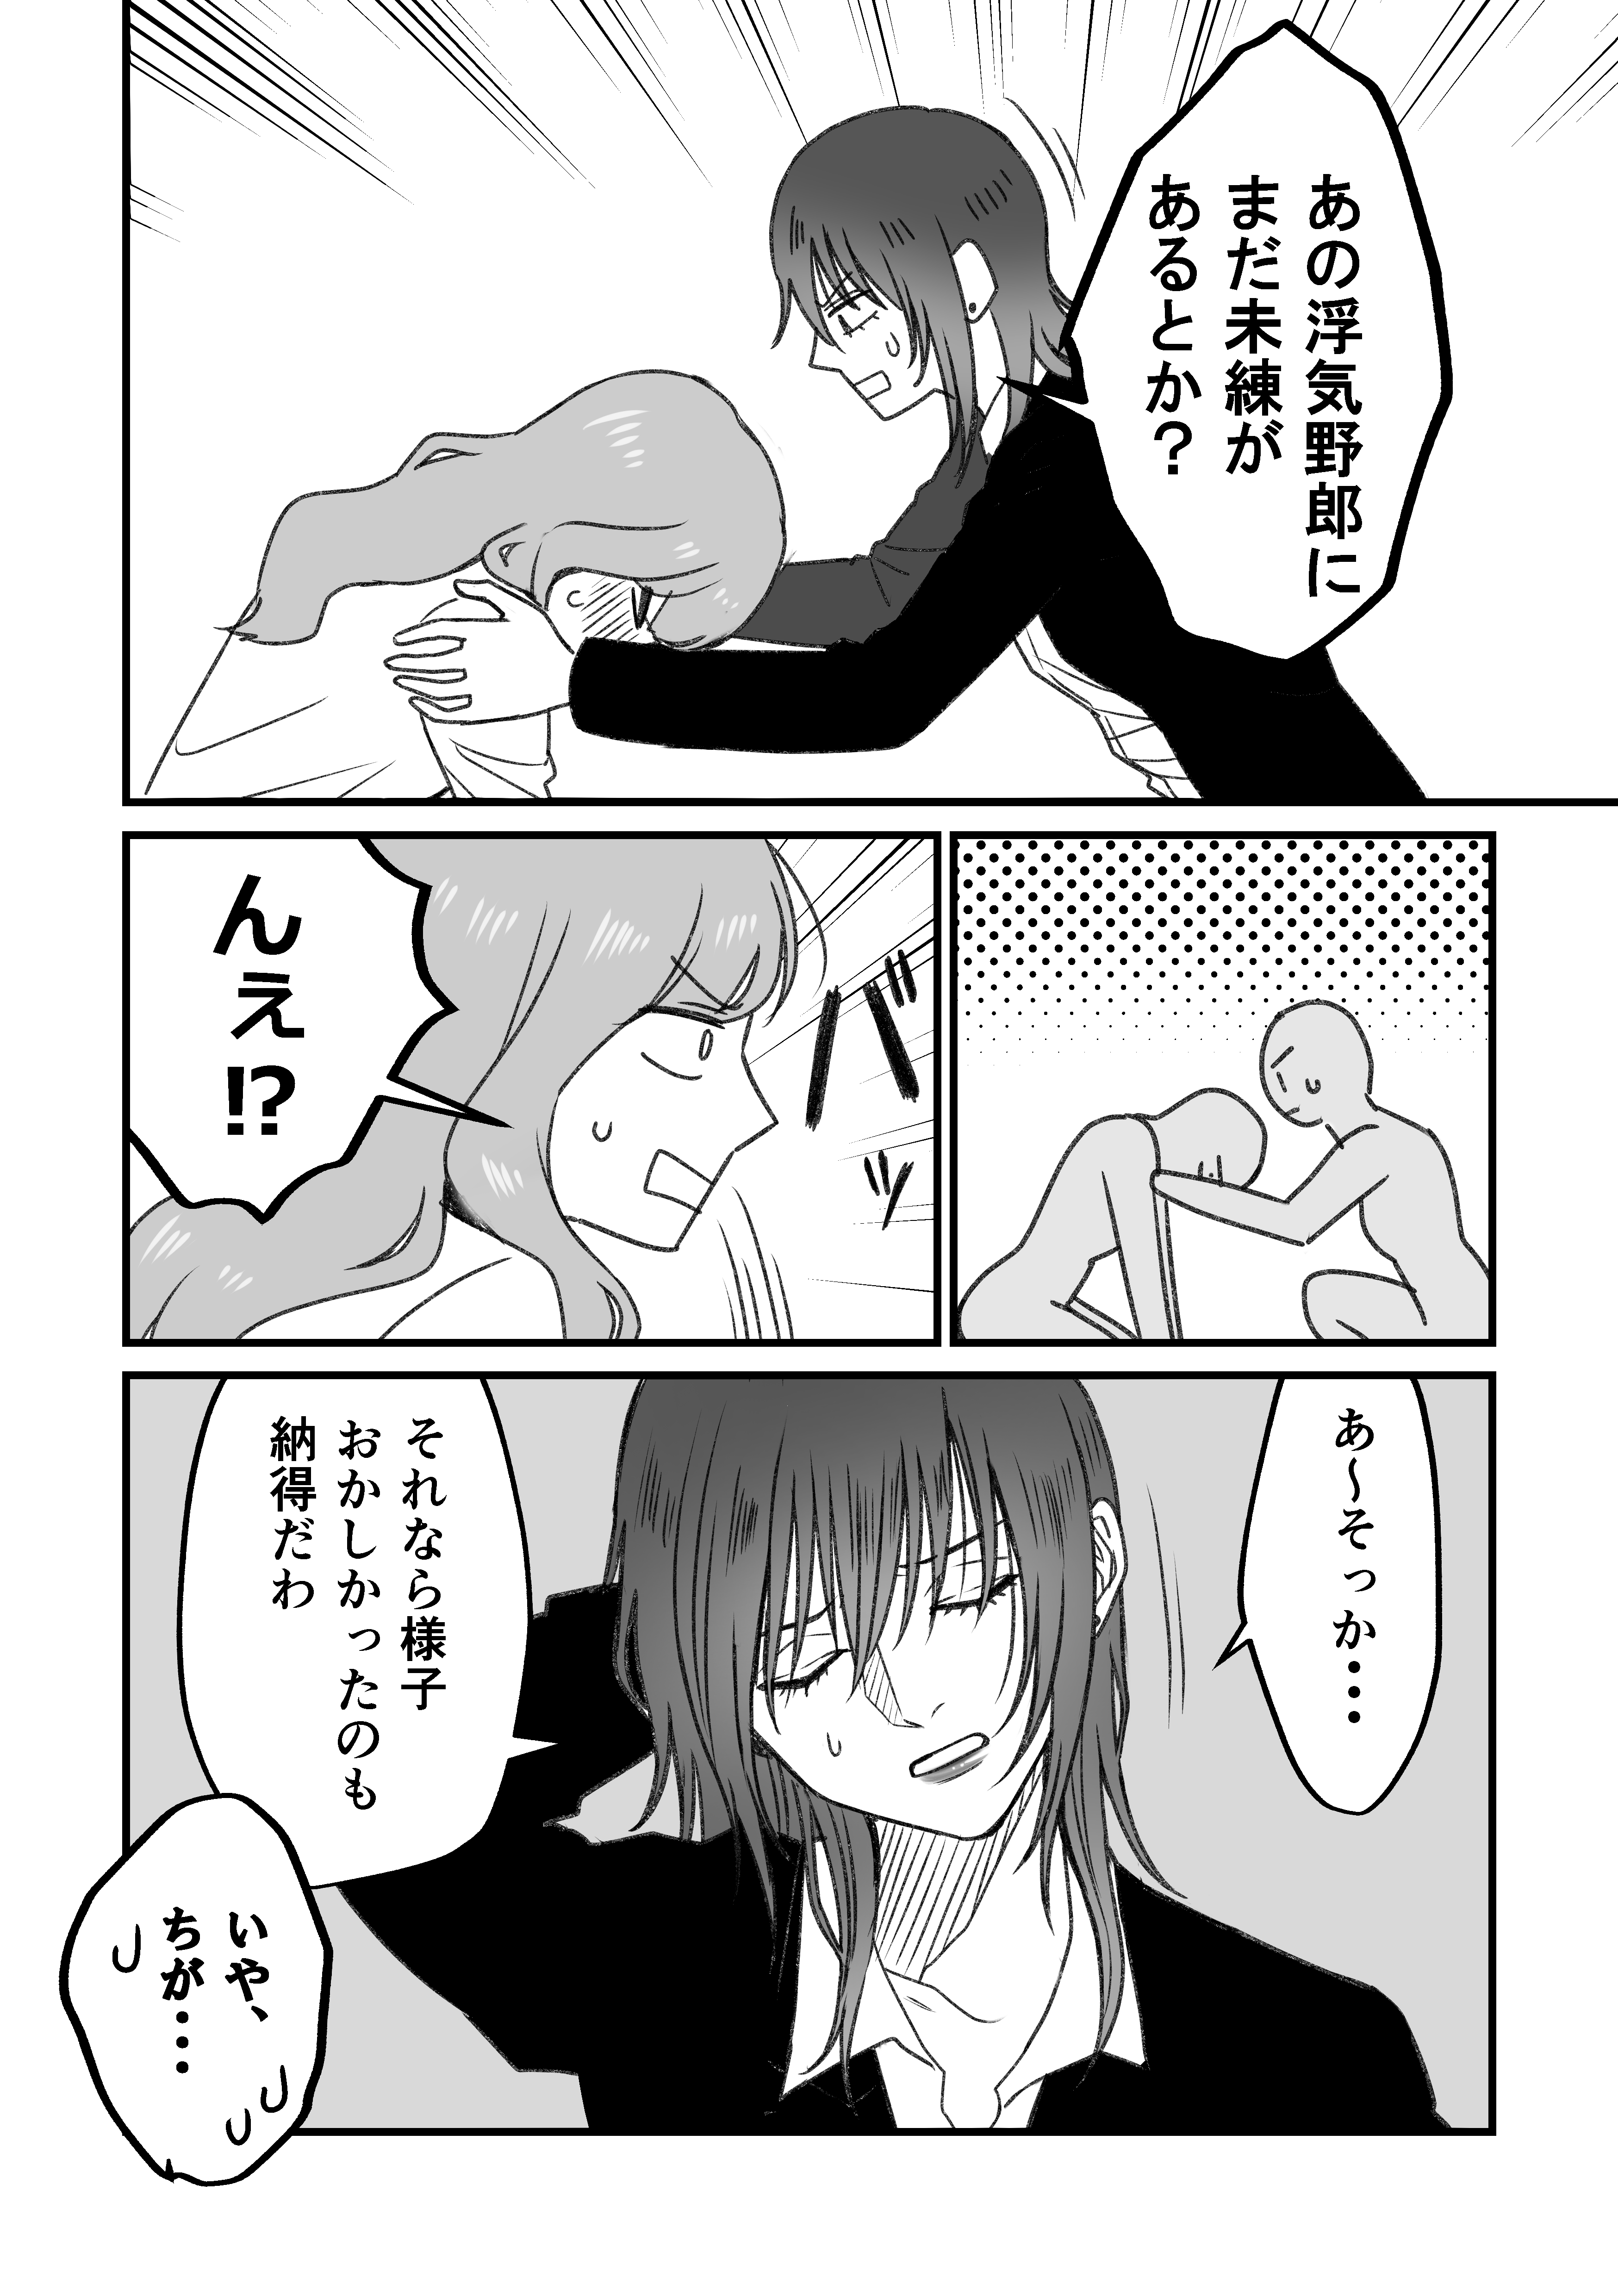 あの浮気野郎に
まだ未練が
あるとか？
バッ
んえ
!?
あ〜そっか…
それなら様子
おかしかったのも
納得だわ
いや、
ちが…